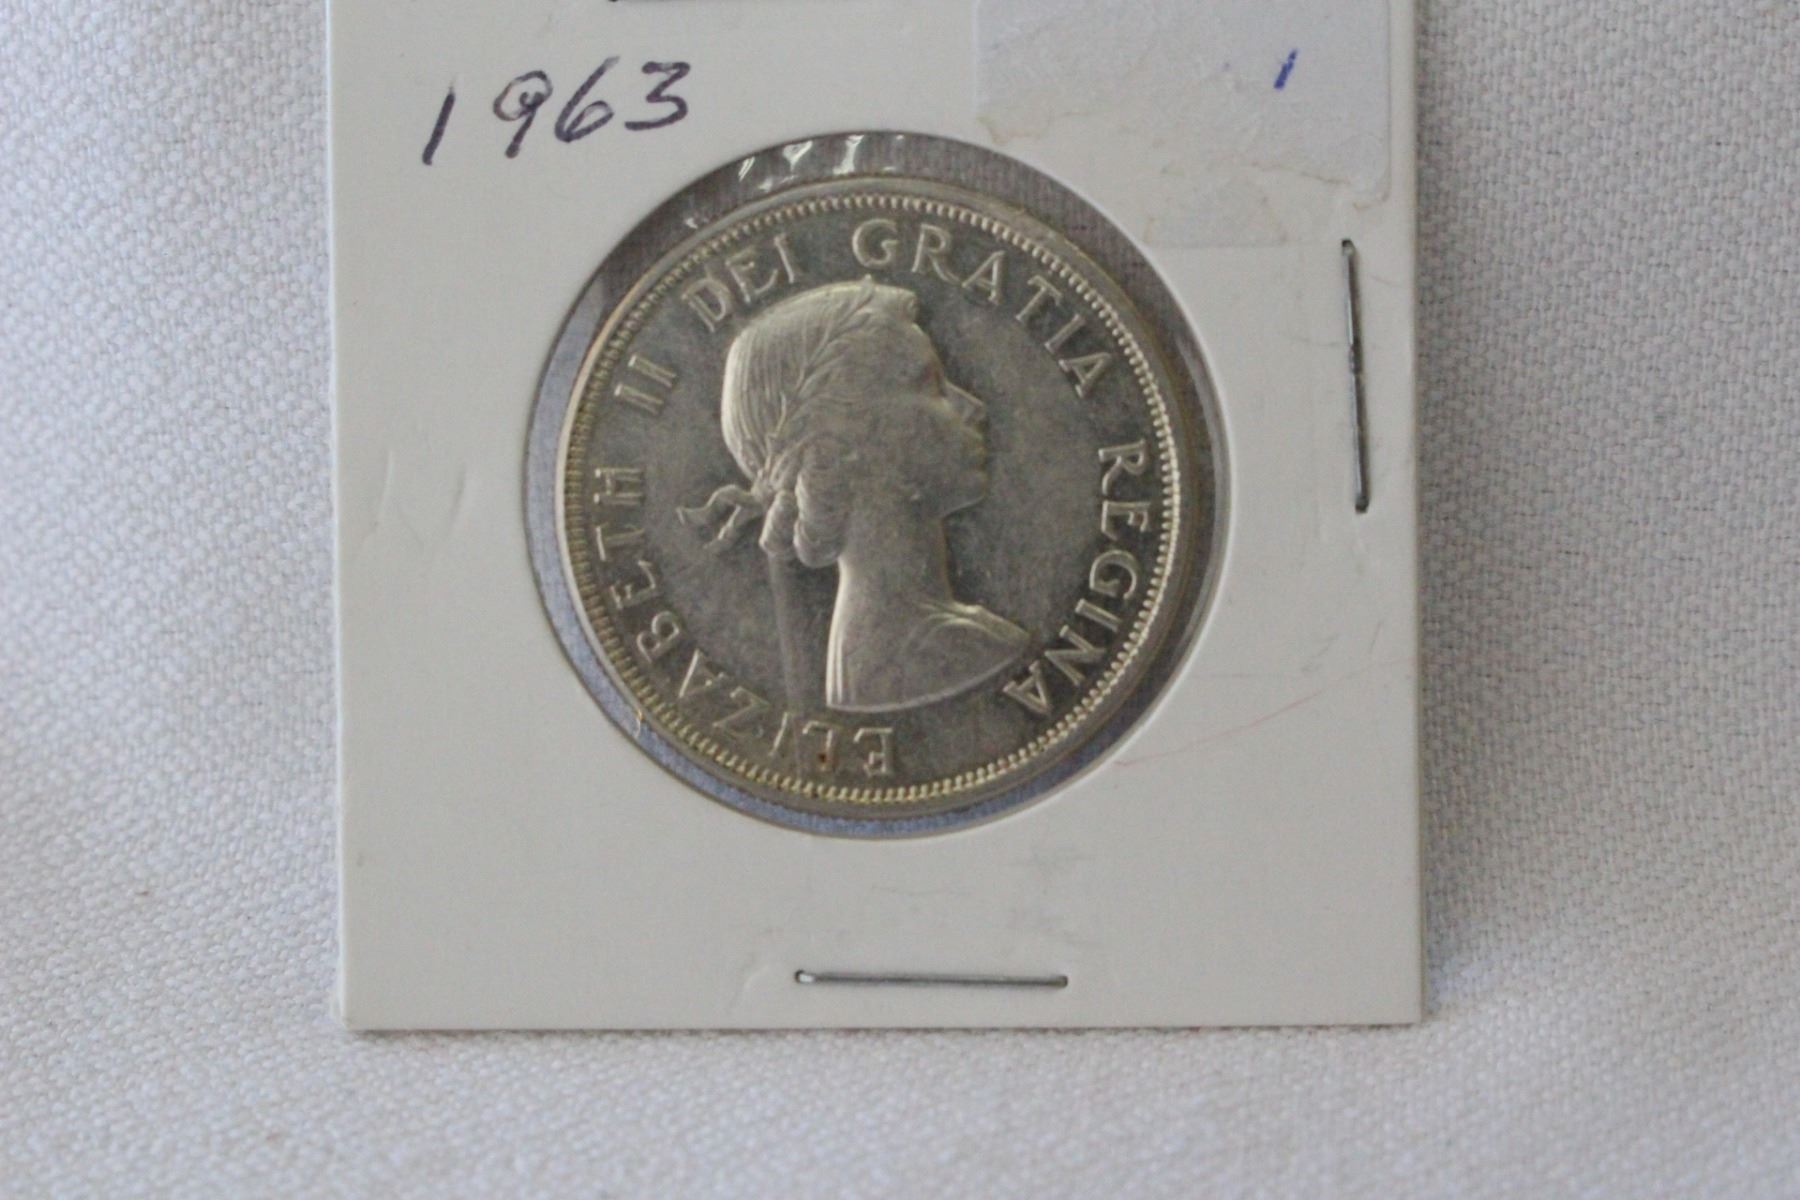 1963
ELIZABETH II DEI GRATIA REGINA